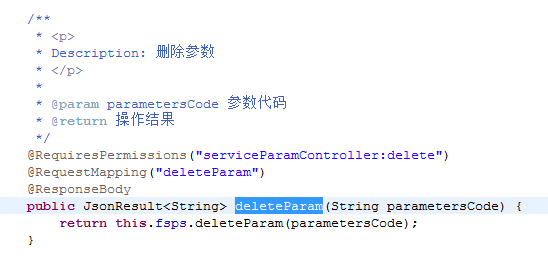 /**
 * <p>
 * Description: 删除参数
 * </p>
 *
 * @param parametersCode 参数代码
 * @return 操作结果
 */
@RequiresPermissions("serviceParamController:delete")
@RequestMapping("deleteParam")
@ResponseBody
public JsonResult<String> deleteParam(String parametersCode) {
    return this.fsps.deleteParam(parametersCode);
}